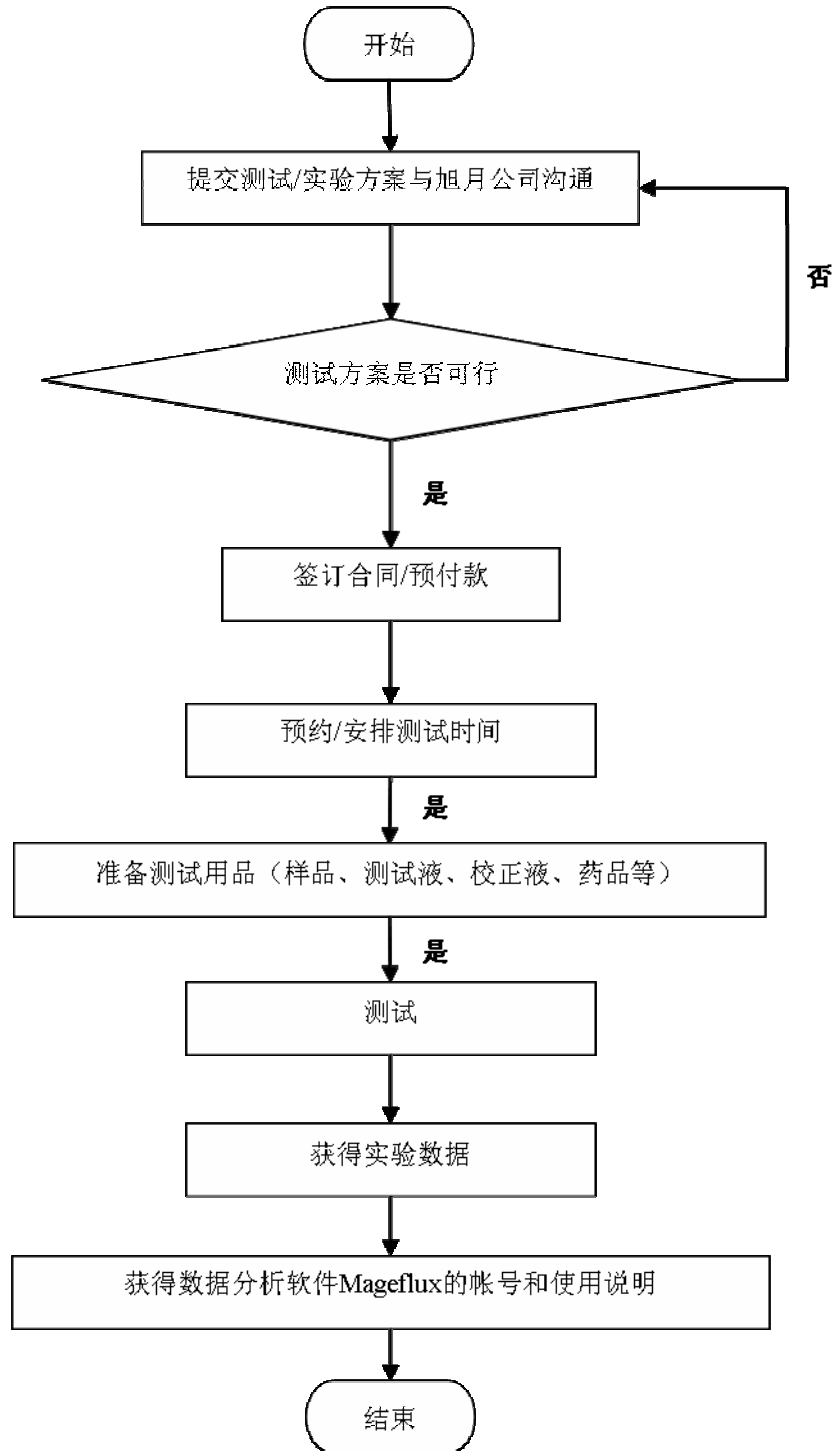 开始
提交测试/实验方案与旭月公司沟通
否
测试方案是否可行
是
签订合同/预付款
预约/安排测试时间
是
准备测试用品（样品、测试液、校正液、药品等）
是
测试
获得实验数据
获得数据分析软件Mageflux的帐号和使用说明
结束